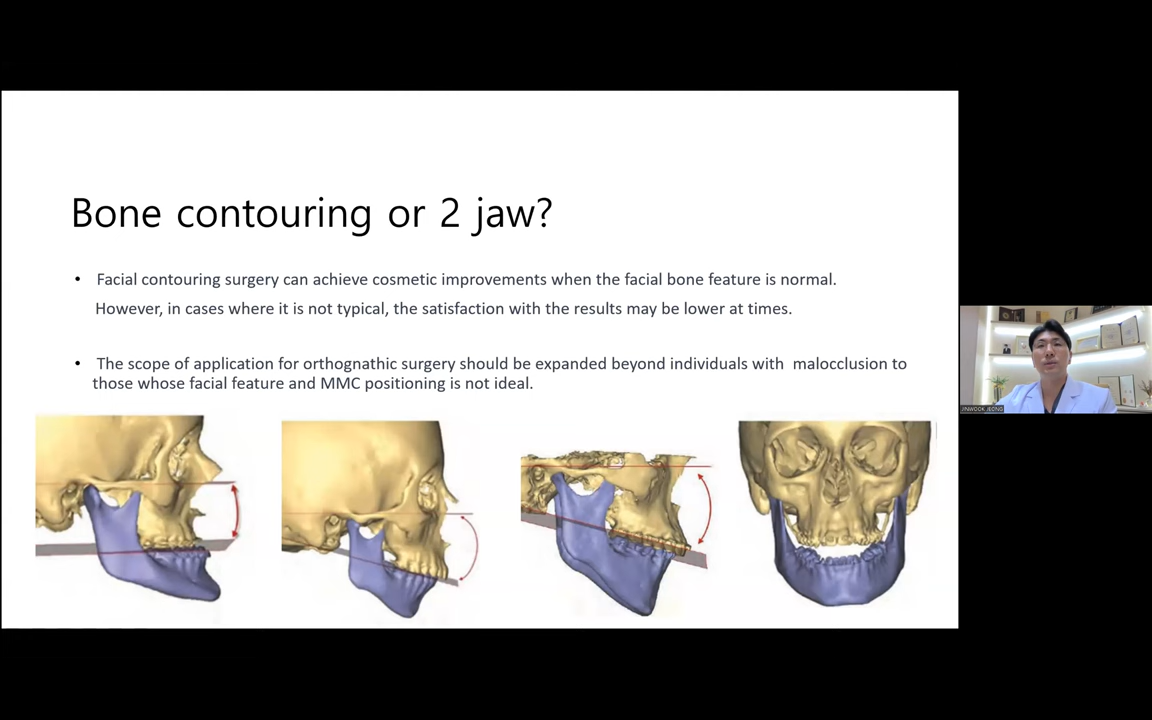 Bone contouring or 2 jaw?
• Facial contouring surgery can achieve cosmetic improvements when the facial bone feature is normal.
However, in cases where it is not typical, the satisfaction with the results may be lower at times.
• The scope of application for orthognathic surgery should be expanded beyond individuals with malocclusion to
those whose facial feature and MMC positioning is not ideal.
JINWOOK JEONG